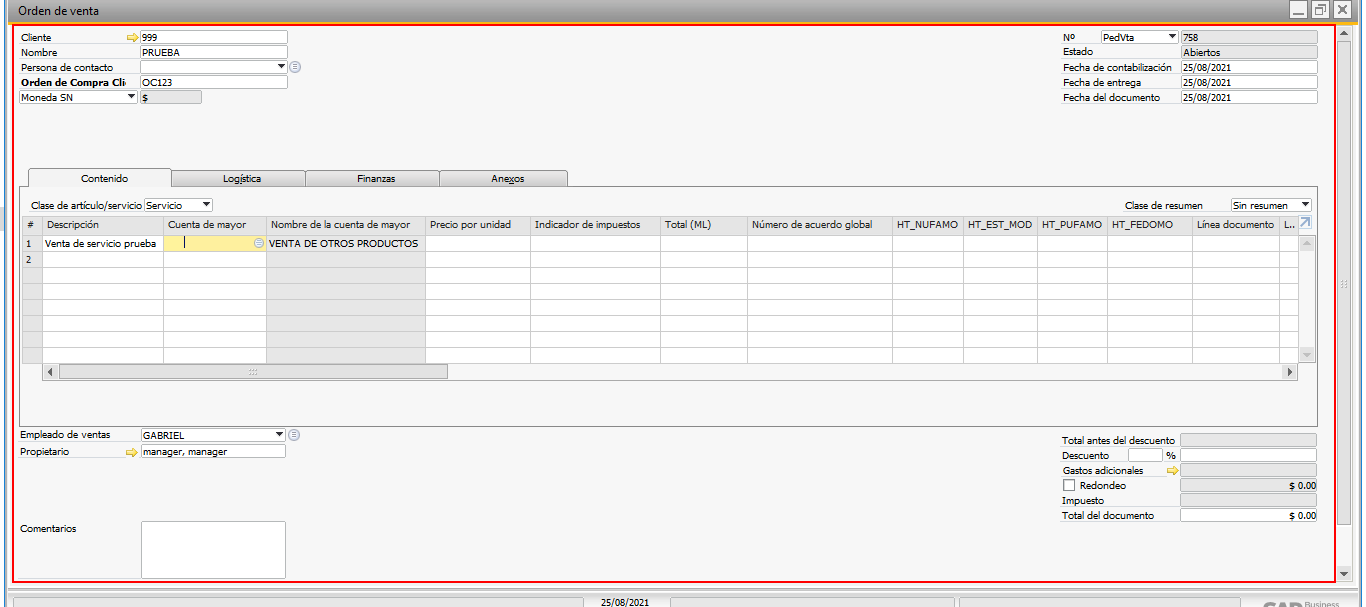 Orden de venta
Cliente 999 Nº PedVta 758
Nombre PRUEBA Estado Abiertos
Persona de contacto Fecha de contabilización 25/08/2021
Orden de Compra Cli OC123 Fecha de entrega 25/08/2021
Moneda SN $ Fecha del documento 25/08/2021
Contenido Logística Finanzas Anexos
Clase de artículo/servicio Servicio Clase de resumen Sin resumen
# Descripción Cuenta de mayor Nombre de la cuenta de mayor Precio por unidad Indicador de impuestos Total (ML) Número de acuerdo global HT_NUFAMO HT_EST_MOD HT_PUFAMO HT_FEDOMO Línea documento L..
1 Venta de servicio prueba VENTA DE OTROS PRODUCTOS
2
Empleado de ventas GABRIEL Total antes del descuento
Propietario manager, manager Descuento %
Gastos adicionales
Redondeo $ 0.00
Impuesto
Total del documento $ 0.00
Comentarios
25/08/2021
SAP Business